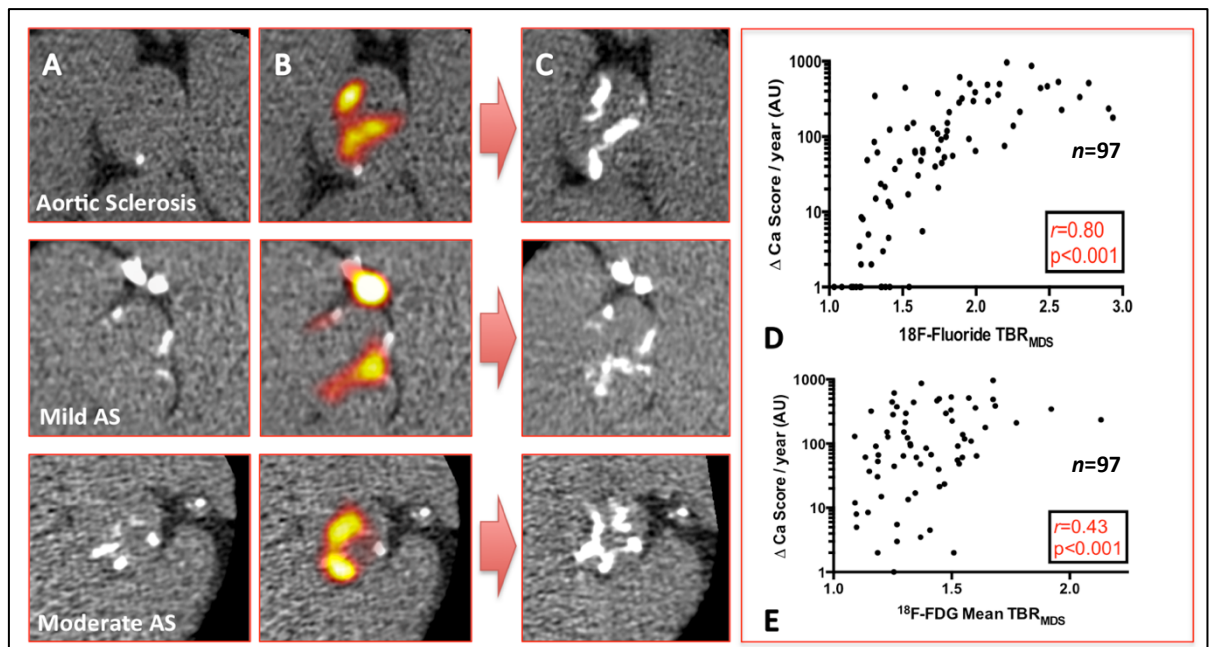 A
B
C
Aortic Sclerosis
Mild AS
Moderate AS
Δ Ca Score / year (AU)
1000
100
10
1
1.0
1.5
2.0
2.5
3.0
n=97
r=0.80
p<0.001
D
18F-Fluoride TBRMDS
Δ Ca Score / year (AU)
1000
100
10
1
1.0
1.5
2.0
n=97
r=0.43
p<0.001
E
18F-FDG Mean TBRMDS